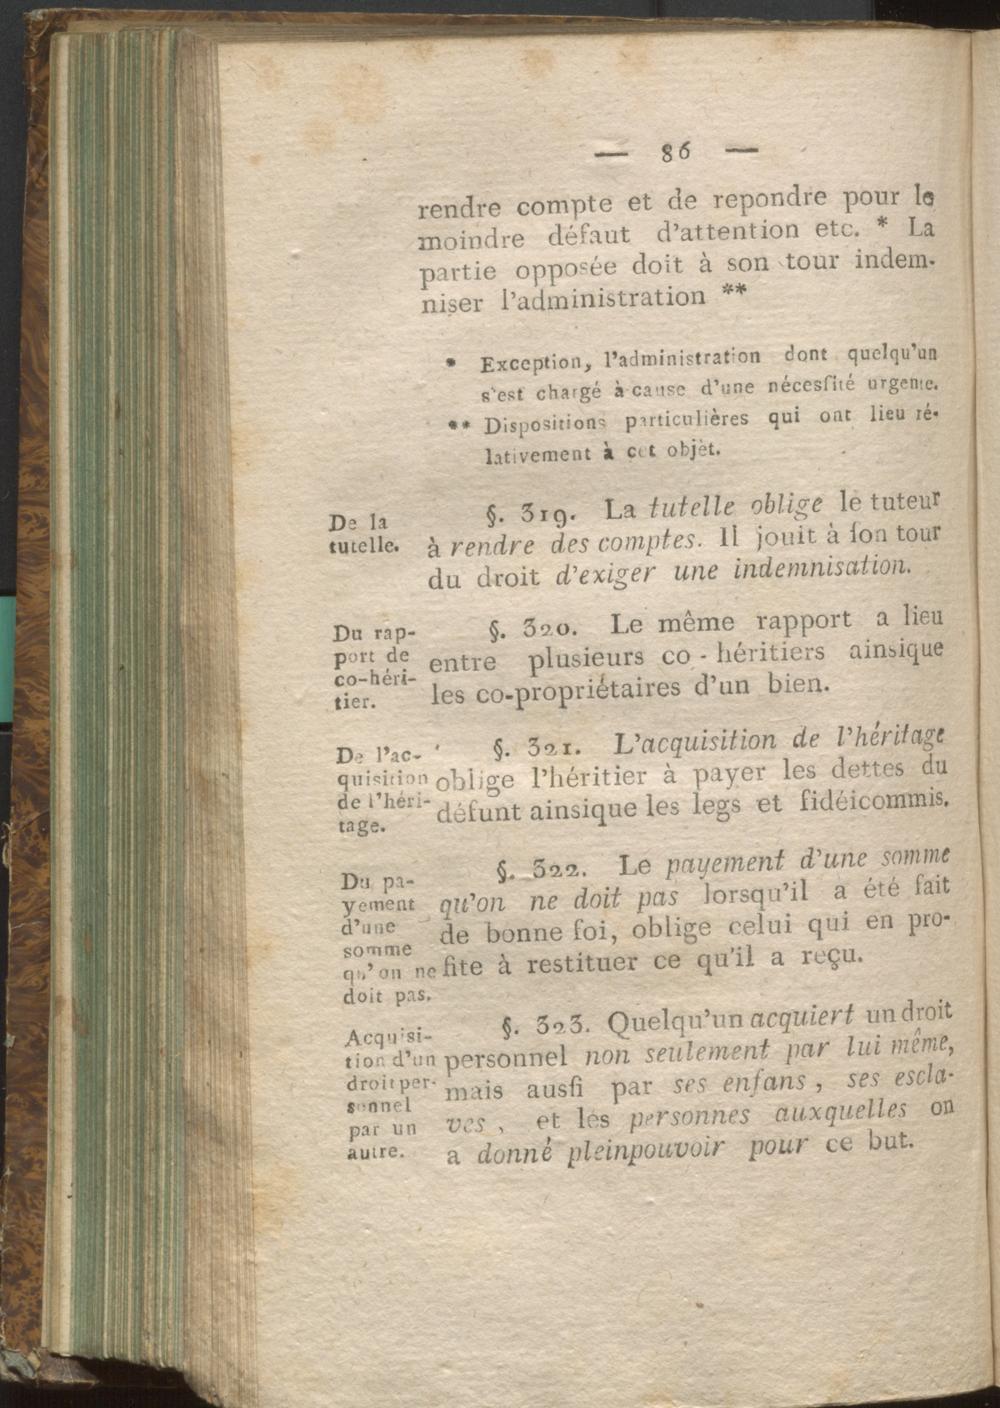 — 86 —
rendre compte et de repondre pour le
moindre défaut d'attention etc. * La
partie opposée doit à son tour indem-
niser l'administration **
* Exception, l'administration dont quelqu'un
s'est chargé à cause d'une nécesſité urgente.
** Dispositions particulières qui ont lieu ré-
lativement à cet objèt.
De la
tutelle.
§. 319. La tutelle oblige le tuteur
à rendre des comptes. Il jouit à ſon tour
du droit d'exiger une indemnisation.
Du rap-
port de
co-héri-
tier.
§. 320. Le même rapport a lieu
entre plusieurs co-héritiers ainsique
les co-propriétaires d'un bien.
De l'ac-
quisition
de l'héri-
tage.
§. 321. L'acquisition de l'héritage
oblige l'héritier à payer les dettes du
défunt ainsique les legs et fidéicommis.
Du pa-
yement
d'une
somme
qu'on ne
doit pas.
§. 322. Le payement d'une somme
qu'on ne doit pas lorsqu'il a été fait
de bonne foi, oblige celui qui en pro-
fite à restituer ce qu'il a reçu.
Acquisi-
tion d'un
droit per-
sonnel
par un
autre.
§. 323. Quelqu'un acquiert un droit
personnel non seulement par lui même,
mais ausſi par ses enfans, ses escla-
ves, et lés personnes auxquelles on
a donné pleinpouvoir pour ce but.